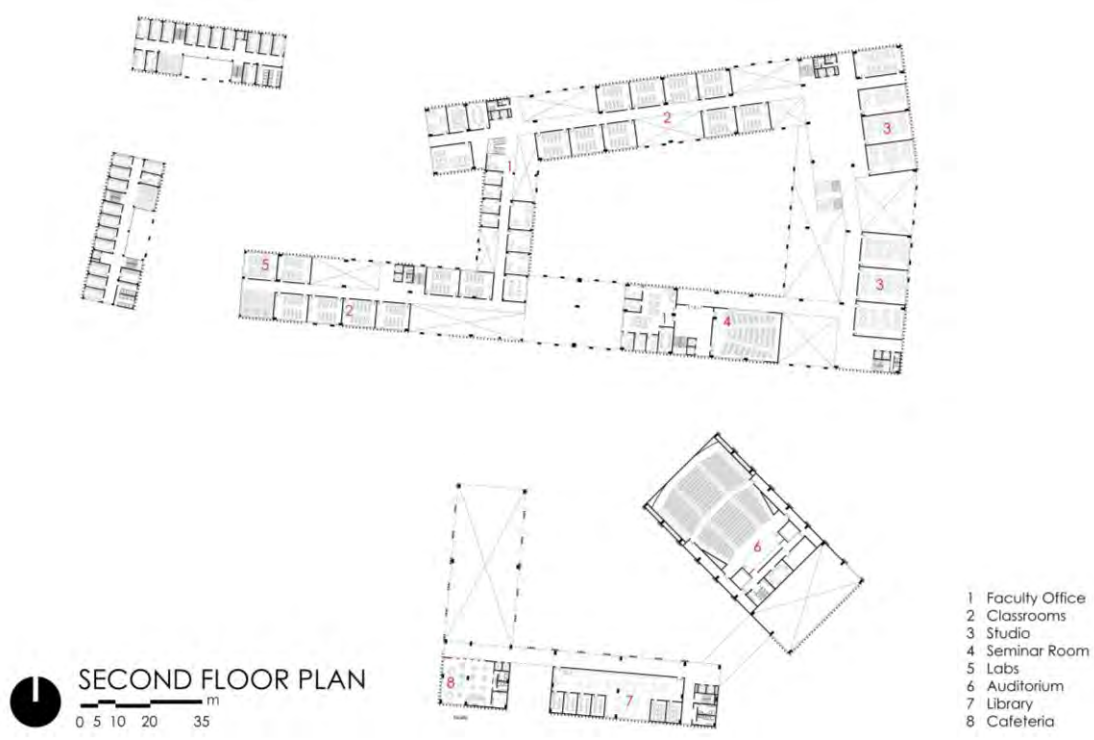 2
3
1
5
3
2
4
6
8
7
1 Faculty Office
2 Classrooms
3 Studio
4 Seminar Room
5 Labs
6 Auditorium
7 Library
8 Cafeteria
SECOND FLOOR PLAN
m
0 5 10 20 35